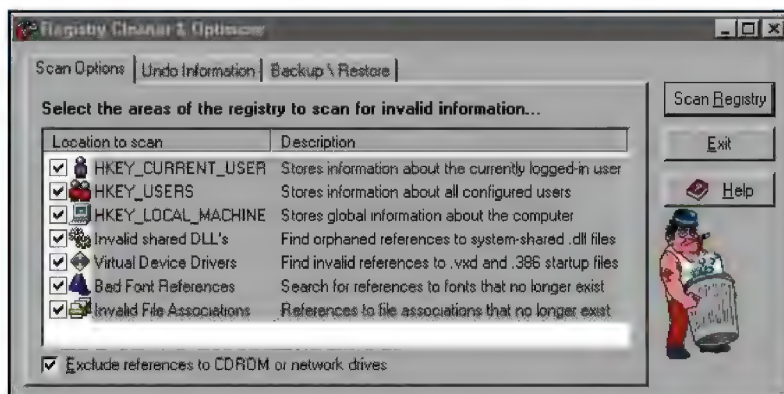 Registry Cleaner & Optimizer
Scan Options
Undo Information
Backup \ Restore
Select the areas of the registry to scan for invalid information...
Location to scan Description
HKEY_CURRENT_USER Stores information about the currently logged-in user
HKEY_USERS Stores information about all configured users
HKEY_LOCAL_MACHINE Stores global information about the computer
Invalid shared DLL's Find orphaned references to system-shared .dll files
Virtual Device Drivers Find invalid references to .vxd and .386 startup files
Bad Font References Search for references to fonts that no longer exist
Invalid File Associations References to file associations that no longer exist
Exclude references to CDROM or network drives
Scan Registry
Exit
Help